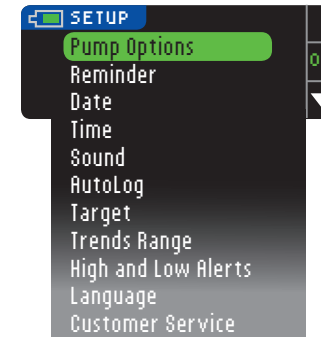 SETUP
Pump Options
Reminder
Date
Time
Sound
AutoLog
Target
Trends Range
High and Low Alerts
Language
Customer Service